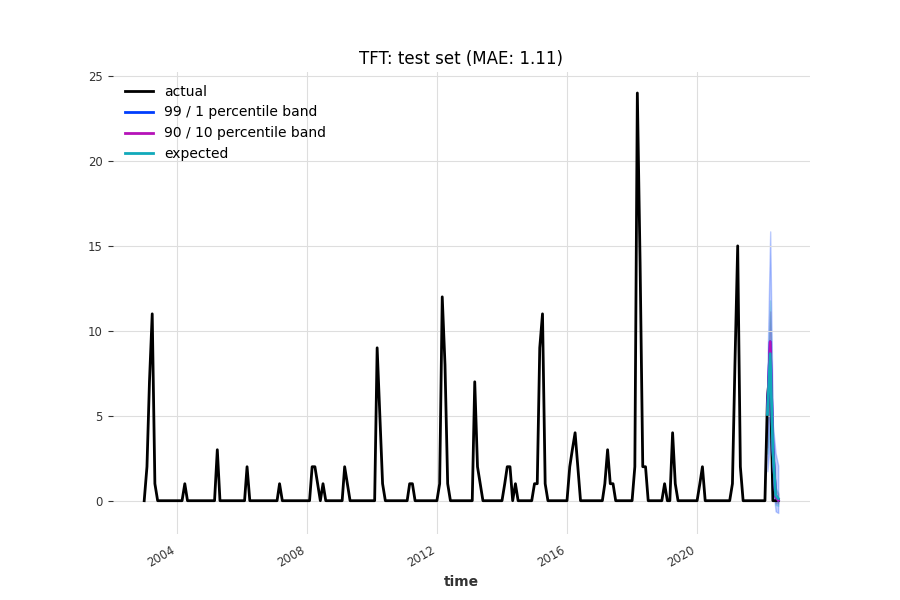 TFT: test set (MAE: 1.11)
actual
99 / 1 percentile band
90 / 10 percentile band
expected
25
20
15
10
5
0
2004
2008
2012
2016
2020
time